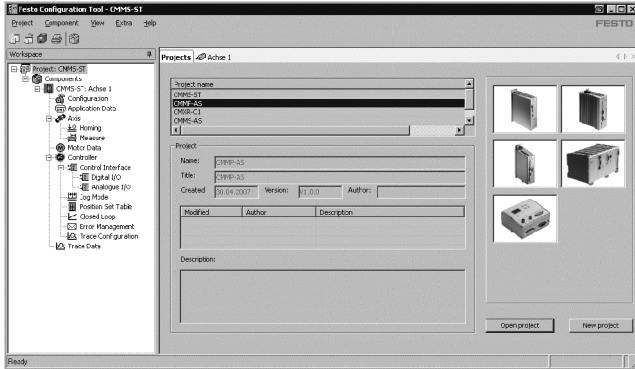 Festo Configuration Tool - CMMS-ST
Project Component View Extra Help
FESTO
Workspace
Projects Achse 1
Project: CMMS-ST
Components
CMMS-ST: Achse 1
Configuration
Application Data
Axis
Homing
Measure
Motor Data
Controller
Control Interface
Digital I/O
Analogue I/O
Jog Mode
Position Set Table
Closed Loop
Error Management
Trace Configuration
Trace Data
Project name
CMMS-ST
CMMP-AS
CMXR-C1
CMMS-AS
Project
Name: CMMP-AS
Title: CMMP-AS
Created 30.04.2007 Version: V1.0.0 Author:
Modified Author Description
Description:
Open project New project
Ready